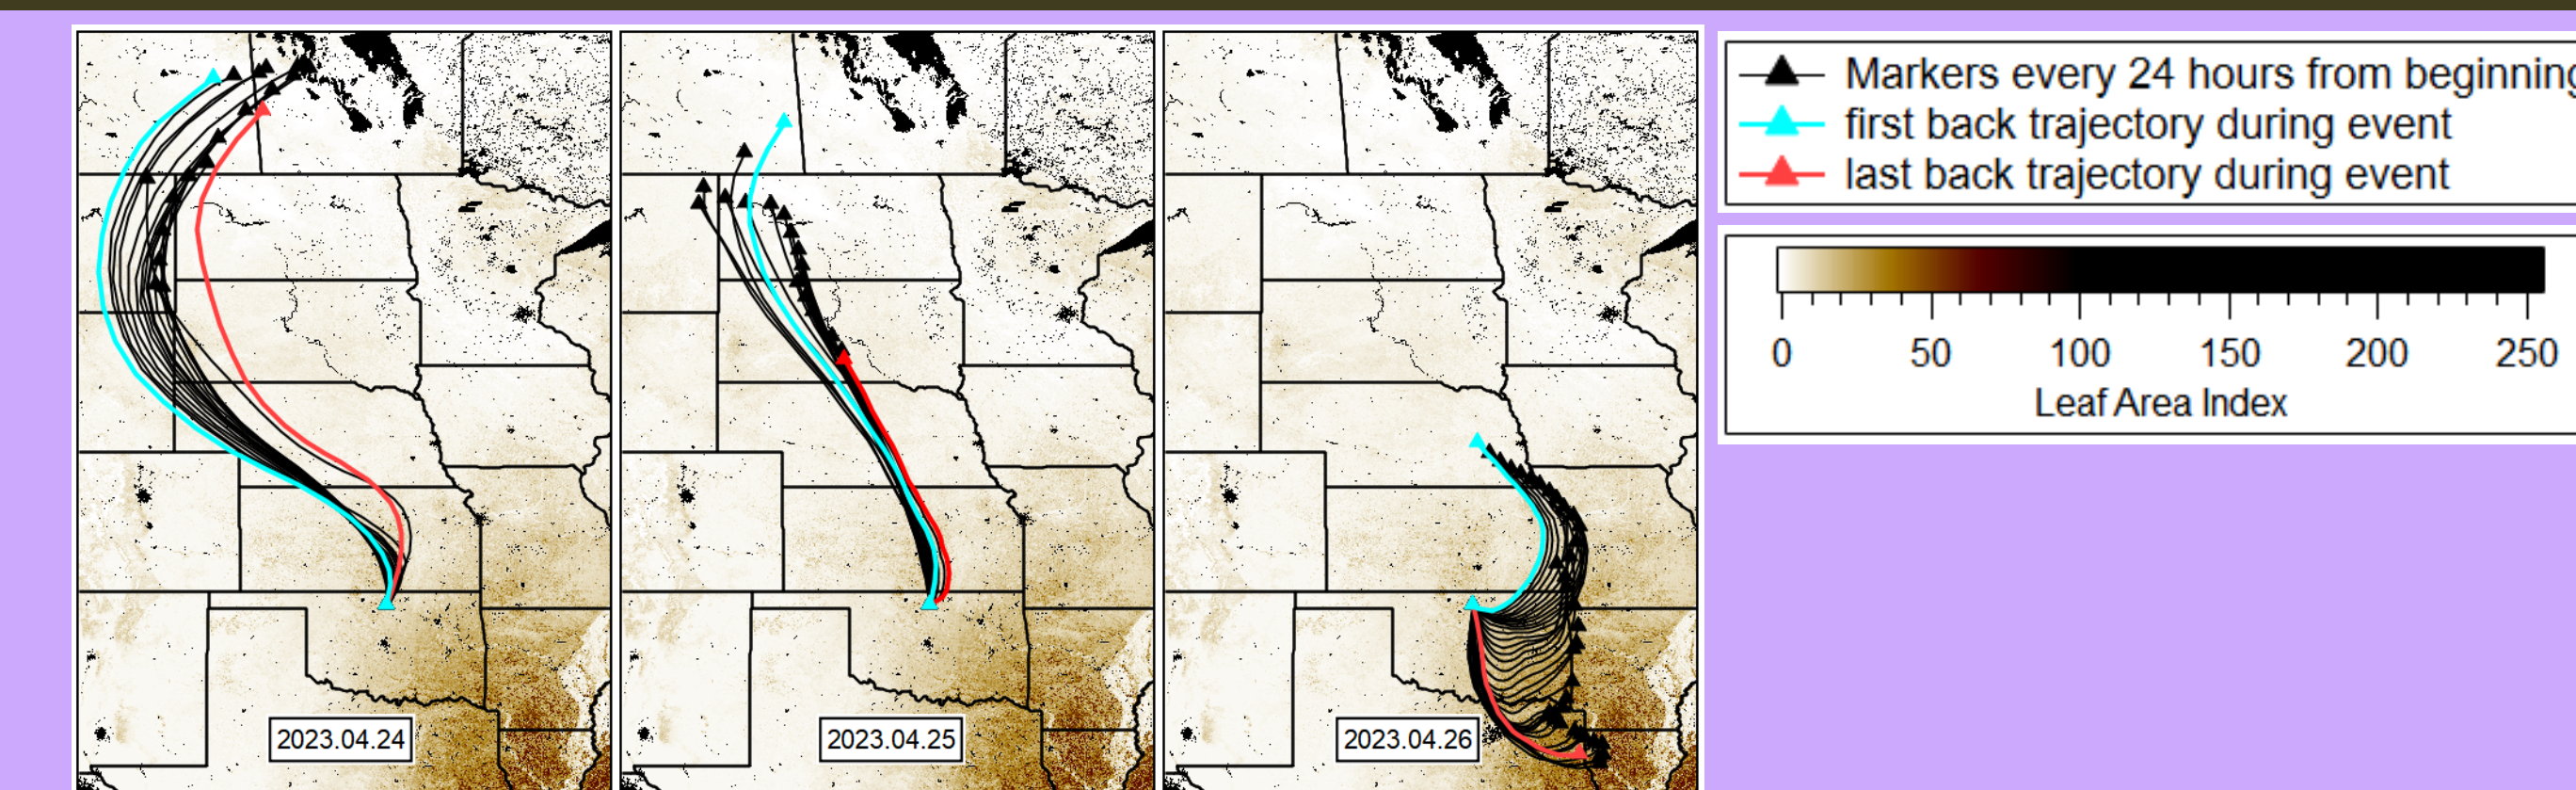 2023.04.24
2023.04.25
2023.04.26
Markers every 24 hours from beginning
first back trajectory during event
last back trajectory during event
0 50 100 150 200 250
Leaf Area Index